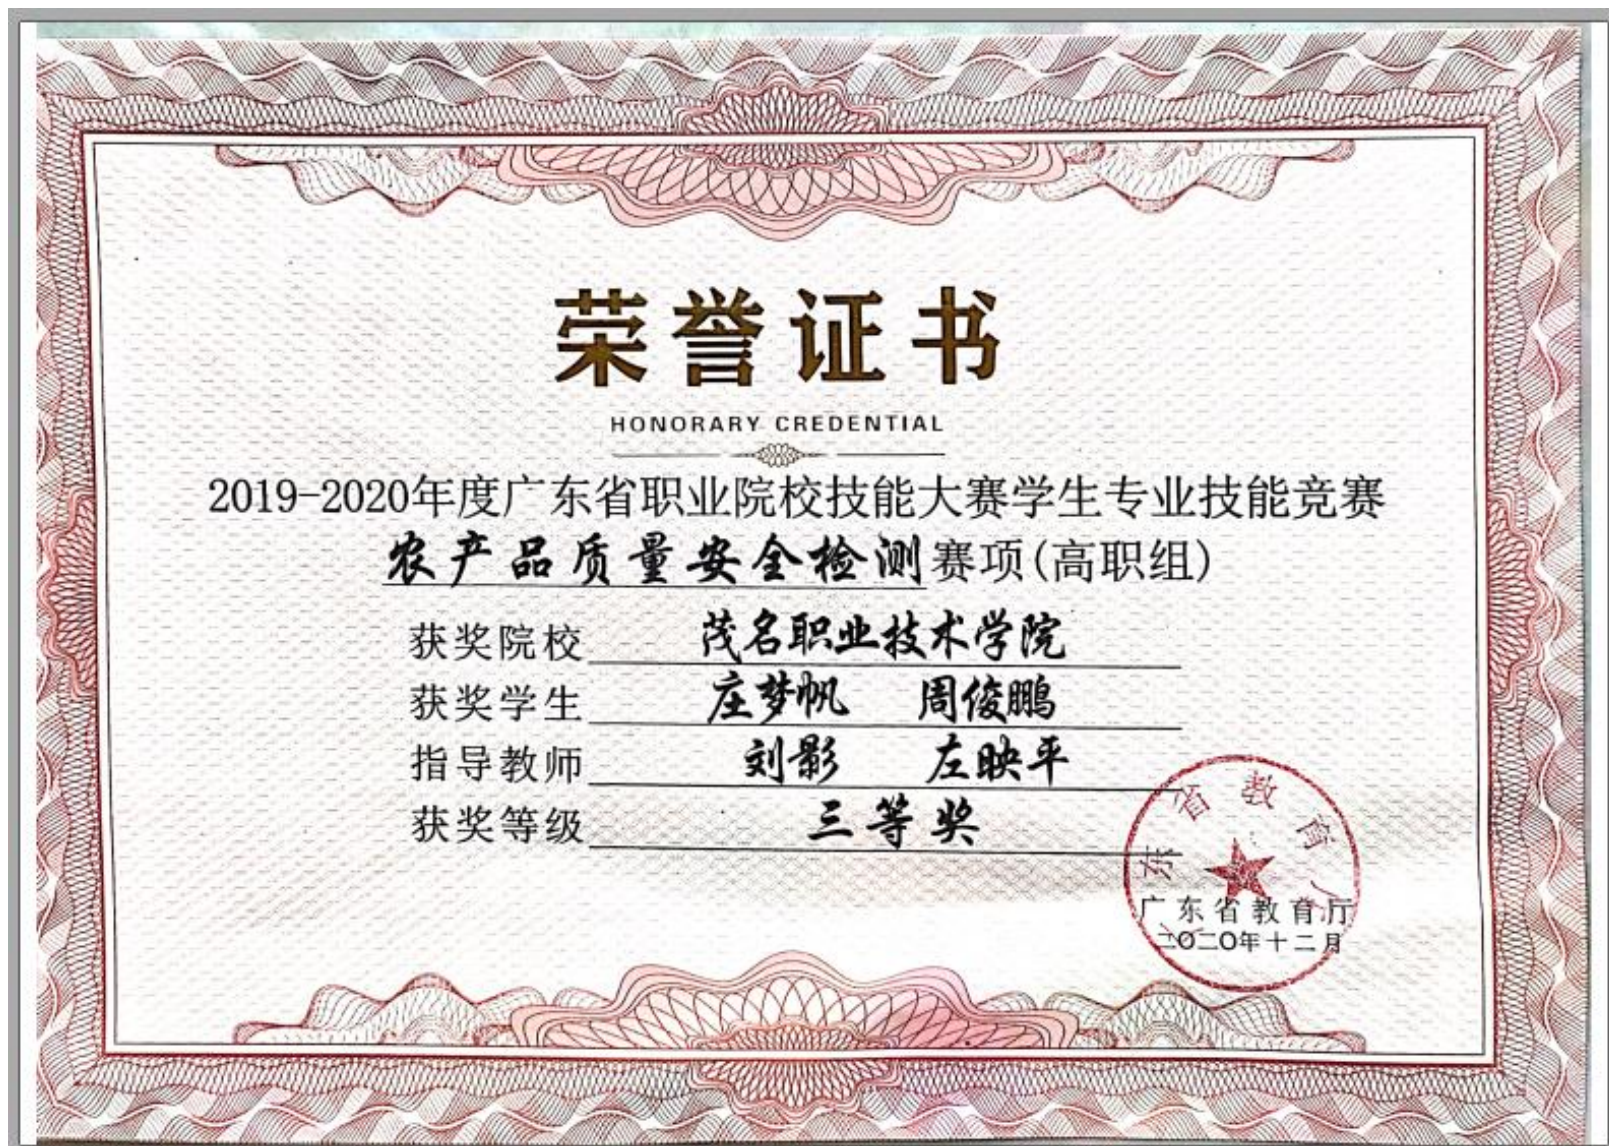 荣誉证书
HONORARY CREDENTIAL
2019-2020年度广东省职业院校技能大赛学生专业技能竞赛
农产品质量安全检测赛项(高职组)
获奖院校 茂名职业技术学院
获奖学生 庄梦帆 周俊鹏
指导教师 刘影 左映平
获奖等级 三等奖
广东省教育厅
广东省教育厅
二〇二〇年十二月